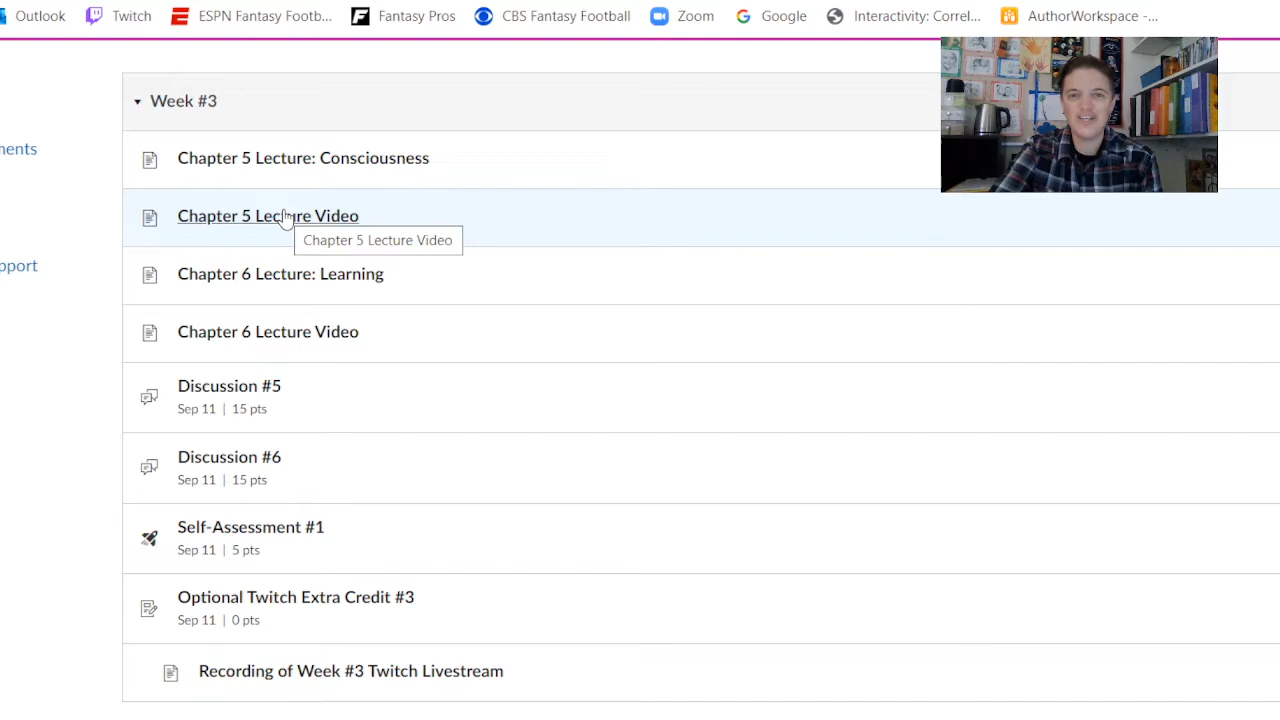 Outlook Twitch ESPN Fantasy Footb... Fantasy Pros CBS Fantasy Football Zoom Google Interactivity: Correl... AuthorWorkspace -...
Week #3
nents
Chapter 5 Lecture: Consciousness
Chapter 5 Lecture Video
Chapter 5 Lecture Video
pport
Chapter 6 Lecture: Learning
Chapter 6 Lecture Video
Discussion #5
Sep 11 | 15 pts
Discussion #6
Sep 11 | 15 pts
Self-Assessment #1
Sep 11 | 5 pts
Optional Twitch Extra Credit #3
Sep 11 | 0 pts
Recording of Week #3 Twitch Livestream